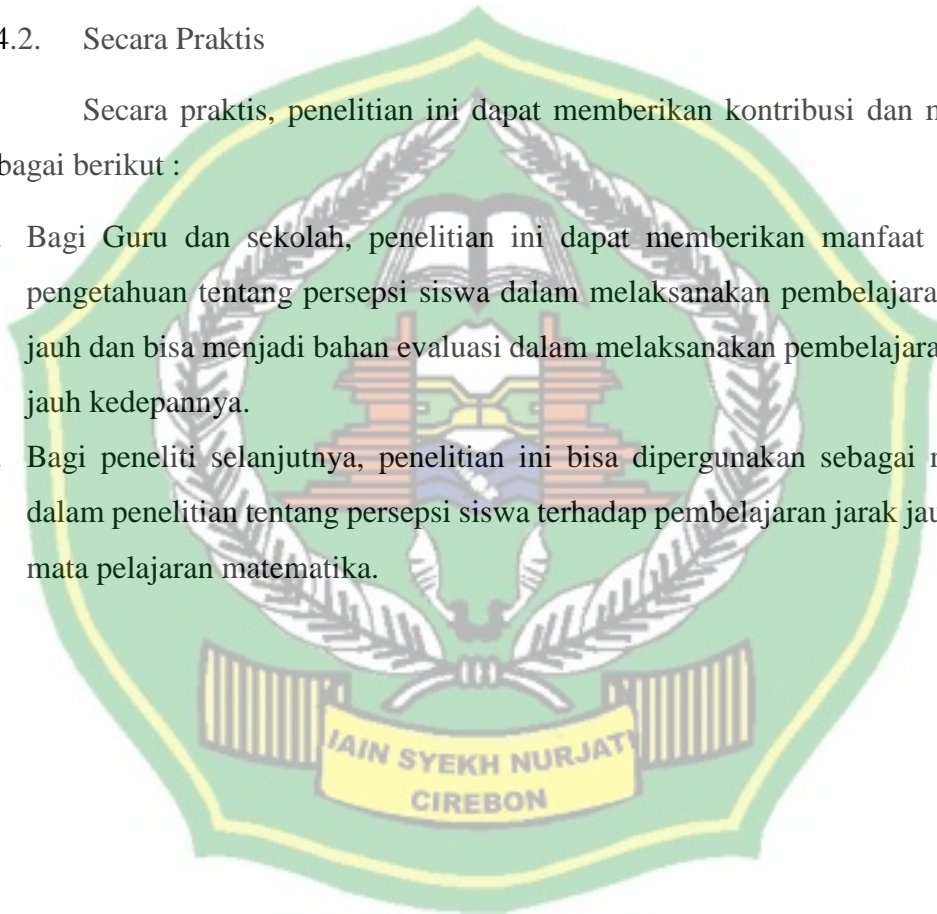 4.2. Secara Praktis
Secara praktis, penelitian ini dapat memberikan kontribusi dan
bagai berikut :
Bagi Guru dan sekolah, penelitian ini dapat memberikan manfaat
pengetahuan tentang persepsi siswa dalam melaksanakan
jauh dan bisa menjadi bahan evaluasi dalam melaksanakan
jauh kedepannya.
Bagi peneliti selanjutnya, penelitian ini bisa dipergunakan sebagai
dalam penelitian tentang persepsi siswa terhadap pembelajaran jarak
mata pelajaran matematika.
IAIN SYEKH NURJATI
CIREBON